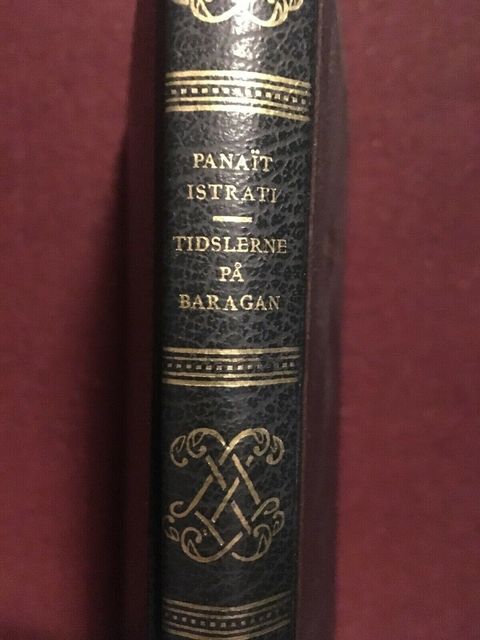 PANAÏT
ISTRATI
TIDSLERNE
PÅ
BARAGAN